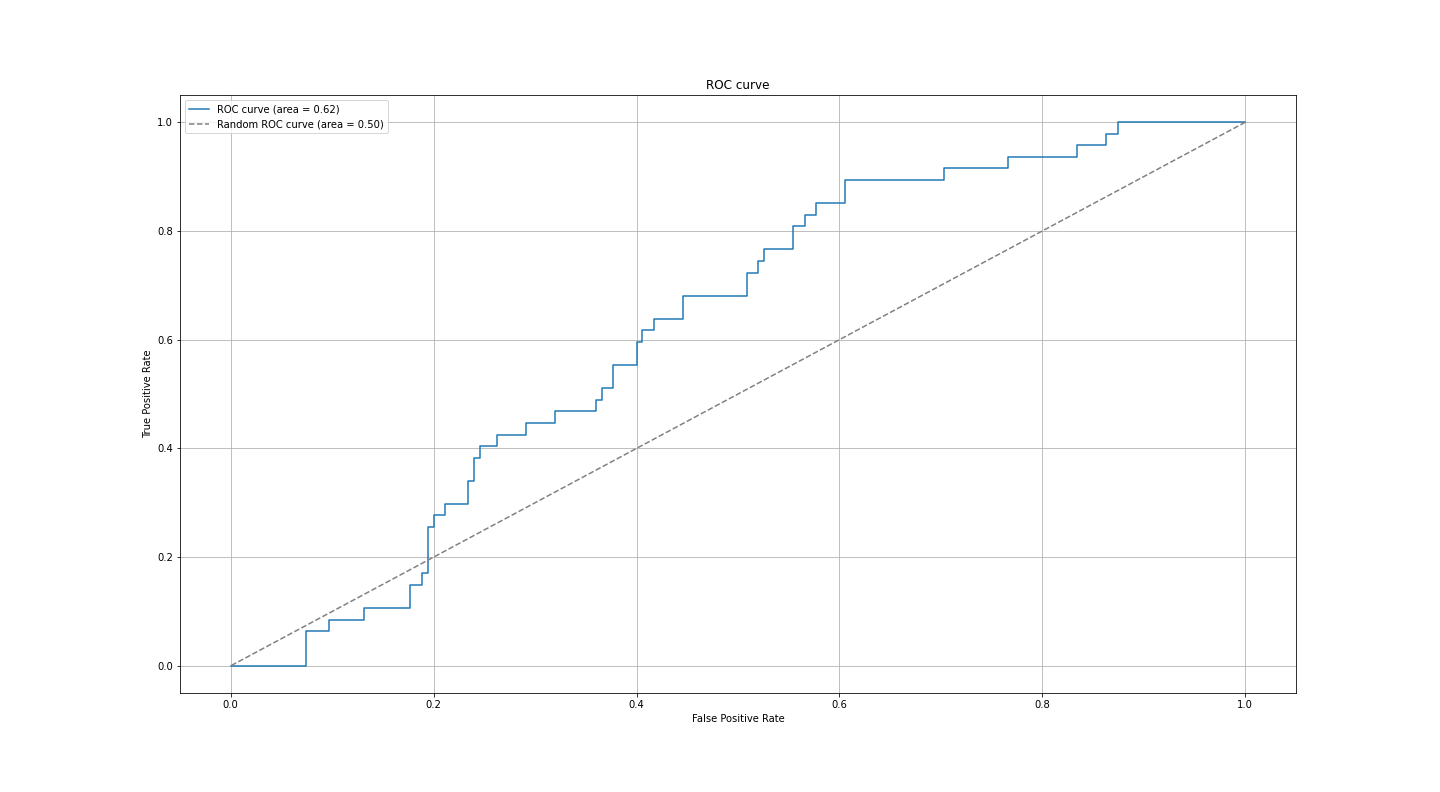 ROC curve
ROC curve (area = 0.62)
Random ROC curve (area = 0.50)
1.0
0.8
0.6
0.4
0.2
0.0
True Positive Rate
0.0 0.2 0.4 0.6 0.8 1.0
False Positive Rate